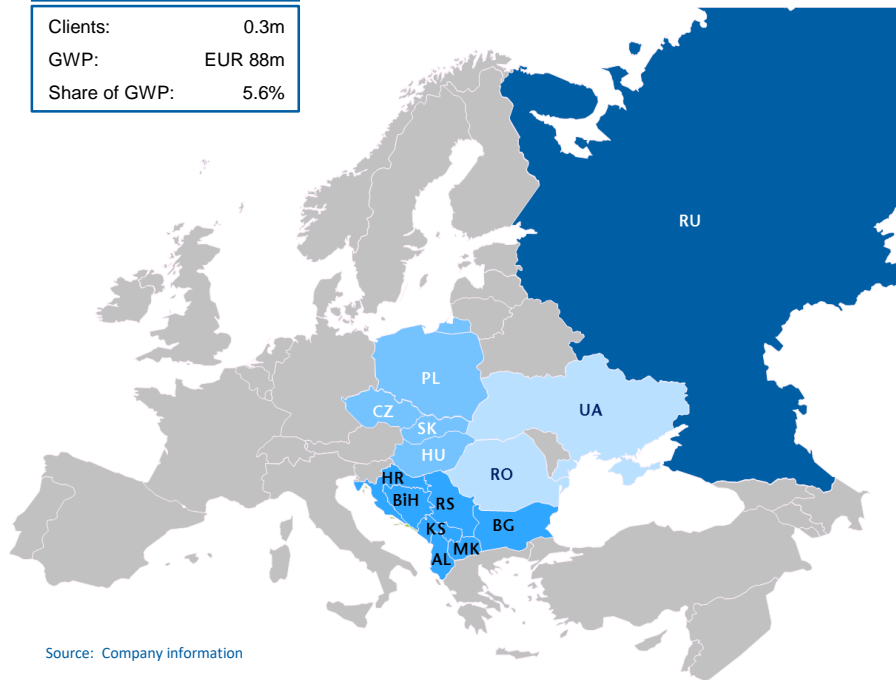 Clients: 0.3m
GWP: EUR 88m
Share of GWP: 5.6%
RU
PL
UA
CZ
SK
HU
RO
HR
BiH
RS
KS
BG
MK
AL
Source: Company information